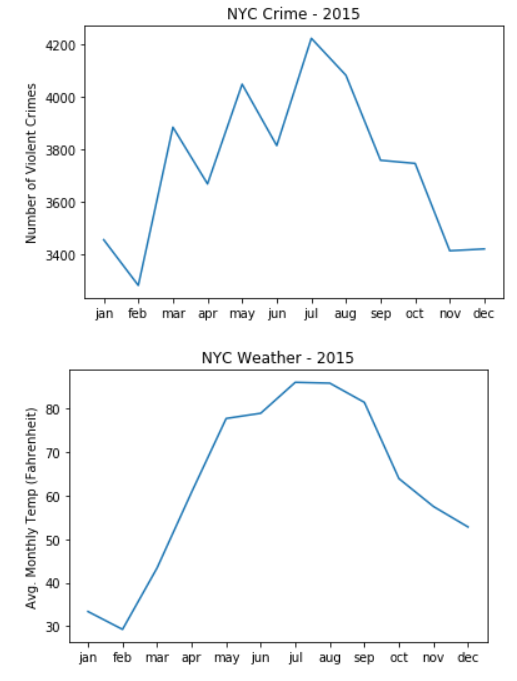 NYC Crime - 2015
Number of Violent Crimes
4200
4000
3800
3600
3400
jan feb mar apr may jun jul aug sep oct nov dec
NYC Weather - 2015
Avg. Monthly Temp (Fahrenheit)
80
70
60
50
40
30
jan feb mar apr may jun jul aug sep oct nov dec